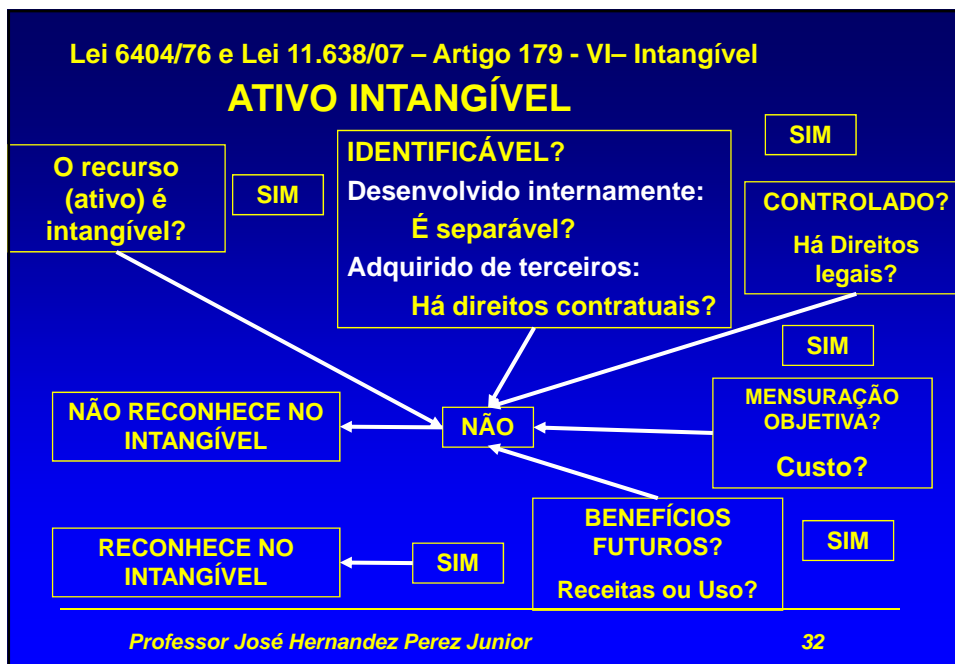 Lei 6404/76 e Lei 11.638/07 – Artigo 179 - VI– Intangível
ATIVO INTANGÍVEL
O recurso
(ativo) é
intangível?
SIM
IDENTIFICÁVEL?
Desenvolvido internamente:
É separável?
Adquirido de terceiros:
Há direitos contratuais?
SIM
CONTROLADO?
Há Direitos
legais?
SIM
MENSURAÇÃO
OBJETIVA?
Custo?
SIM
BENEFÍCIOS
FUTUROS?
Receitas ou Uso?
NÃO
NÃO RECONHECE NO
INTANGÍVEL
SIM
RECONHECE NO
INTANGÍVEL
Professor José Hernandez Perez Junior
32